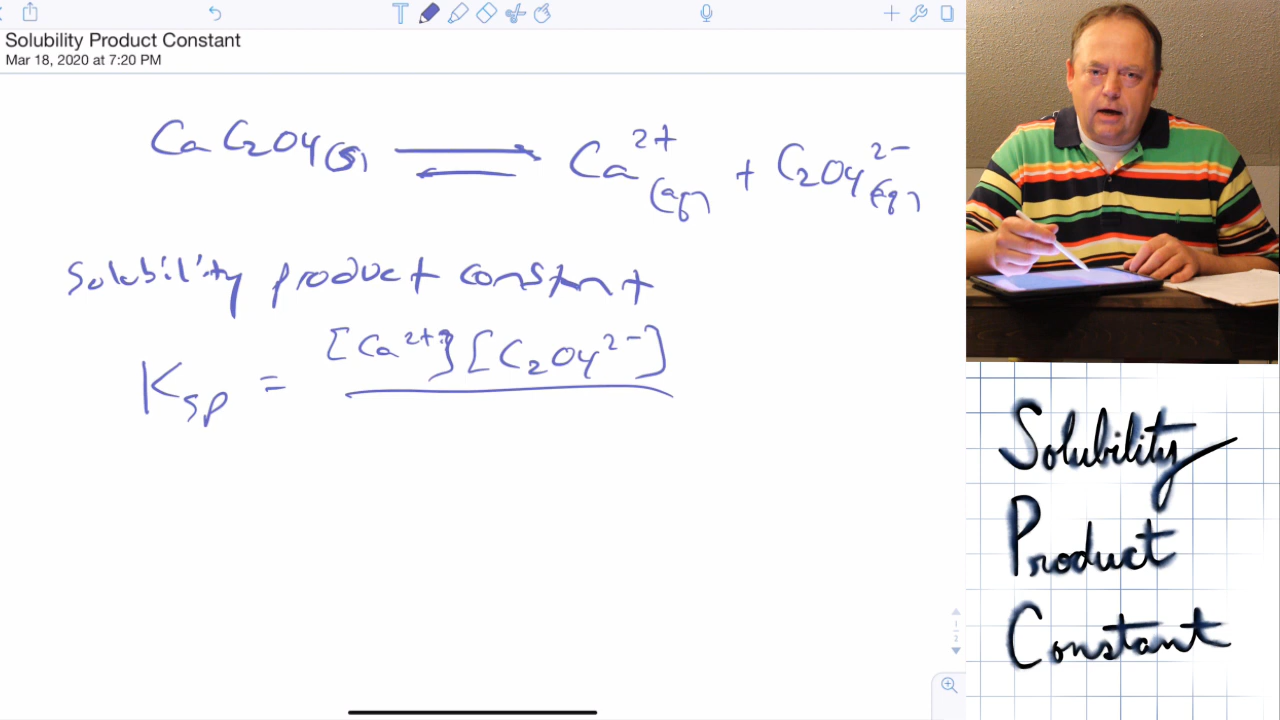 Solubility Product Constant
Mar 18, 2020 at 7:20 PM
CaC₂O₄(s) ⇌ Ca²⁺(aq) + C₂O₄²⁻(aq)
Solubility product constant
Ksp = [Ca²⁺][C₂O₄²⁻]
Solubility
Product
Constant